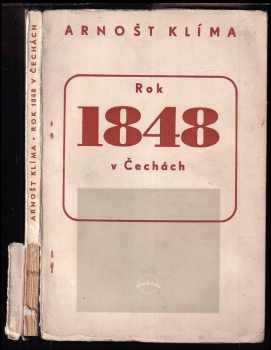 ARNOŠT KLÍMA
Rok
1848
v Čechách
ARNOŠT KLÍMA · ROK 1848 V ČECHÁCH